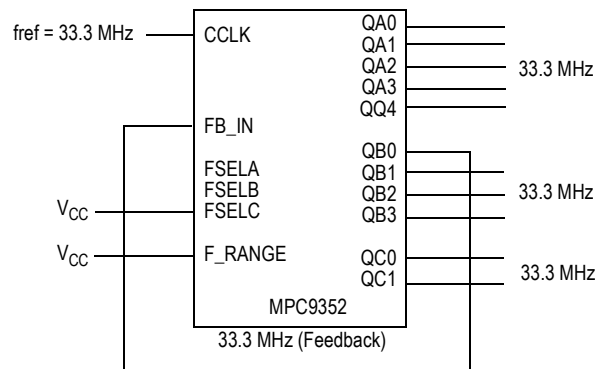 fref = 33.3 MHz
CCLK
QA0
QA1
QA2
QA3
QQ4
33.3 MHz
FB_IN
QB0
QB1
QB2
QB3
33.3 MHz
FSELA
FSELB
VCC
FSELC
VCC
F_RANGE
QC0
QC1
33.3 MHz
MPC9352
33.3 MHz (Feedback)